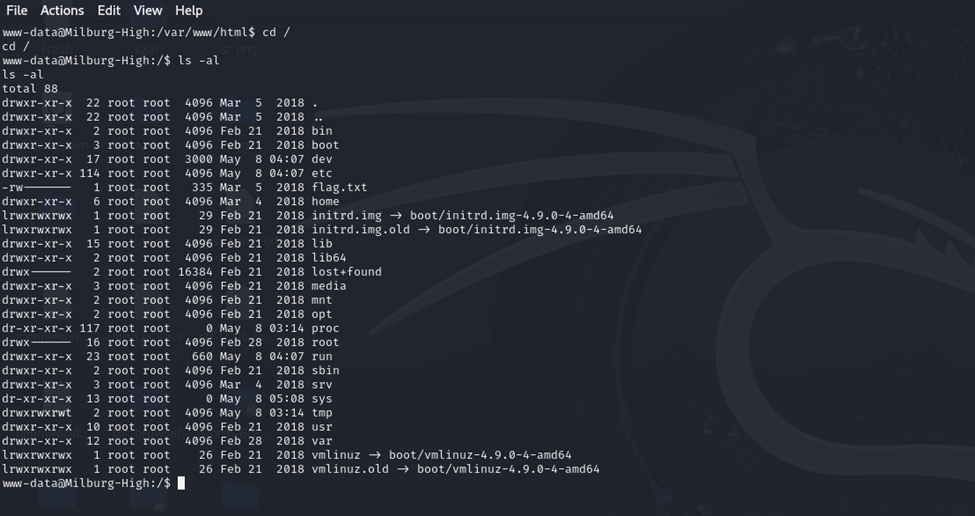 File Actions Edit View Help
www-data@Milburg-High:/var/www/html$ cd /
cd /
www-data@Milburg-High:/$ ls -al
ls -al
total 88
drwxr-xr-x  22 root root  4096 Mar  5  2018 .
drwxr-xr-x  22 root root  4096 Mar  5  2018 ..
drwxr-xr-x   2 root root  4096 Feb 21  2018 bin
drwxr-xr-x   3 root root  4096 Feb 21  2018 boot
drwxr-xr-x  17 root root  3000 May  8 04:07 dev
drwxr-xr-x 114 root root  4096 May  8 04:07 etc
-rw-------   1 root root   335 Mar  5  2018 flag.txt
drwxr-xr-x   6 root root  4096 Mar  4  2018 home
lrwxrwxrwx   1 root root    29 Feb 21  2018 initrd.img -> boot/initrd.img-4.9.0-4-amd64
lrwxrwxrwx   1 root root    29 Feb 21  2018 initrd.img.old -> boot/initrd.img-4.9.0-4-amd64
drwxr-xr-x  15 root root  4096 Feb 21  2018 lib
drwxr-xr-x   2 root root  4096 Feb 21  2018 lib64
drwx------   2 root root 16384 Feb 21  2018 lost+found
drwxr-xr-x   3 root root  4096 Feb 21  2018 media
drwxr-xr-x   2 root root  4096 Feb 21  2018 mnt
drwxr-xr-x   2 root root  4096 Feb 21  2018 opt
dr-xr-xr-x 117 root root     0 May  8 03:14 proc
drwx------  16 root root  4096 Feb 28  2018 root
drwxr-xr-x  23 root root   660 May  8 04:07 run
drwxr-xr-x   2 root root  4096 Feb 21  2018 sbin
drwxr-xr-x   3 root root  4096 Mar  4  2018 srv
dr-xr-xr-x  13 root root     0 May  8 05:08 sys
drwxrwxrwt   2 root root  4096 May  8 03:14 tmp
drwxr-xr-x  10 root root  4096 Feb 21  2018 usr
drwxr-xr-x  12 root root  4096 Feb 28  2018 var
lrwxrwxrwx   1 root root    26 Feb 21  2018 vmlinuz -> boot/vmlinuz-4.9.0-4-amd64
lrwxrwxrwx   1 root root    26 Feb 21  2018 vmlinuz.old -> boot/vmlinuz-4.9.0-4-amd64
www-data@Milburg-High:/$